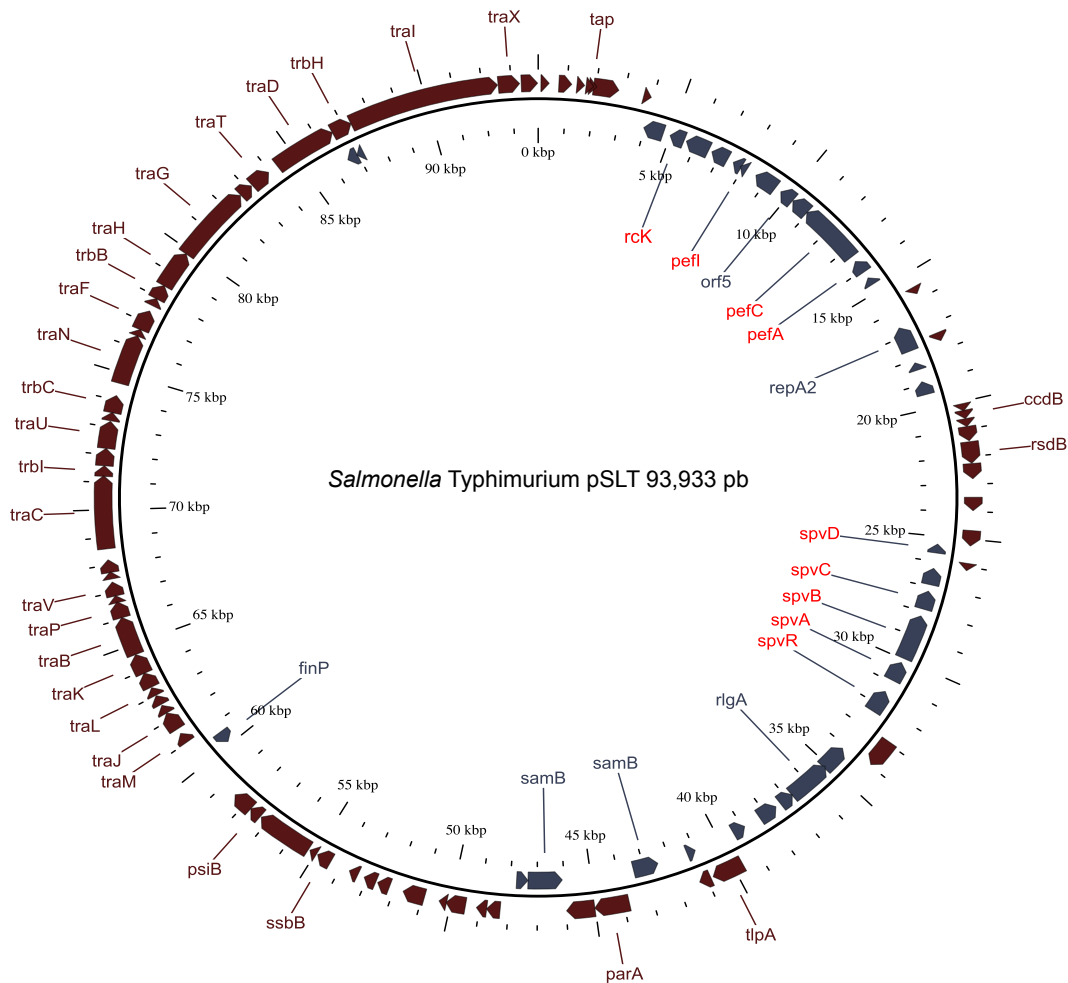 traX
tap
traI
trbH
traD
traT
traG
traH
trbB
traF
traN
trbC
traU
trbI
traC
traV
traP
traB
traK
traL
traJ
traM
psiB
ssbB
parA
tlpA
rsdB
ccdB
0 kbp
5 kbp
10 kbp
15 kbp
20 kbp
25 kbp
30 kbp
35 kbp
40 kbp
45 kbp
50 kbp
55 kbp
60 kbp
65 kbp
70 kbp
75 kbp
80 kbp
85 kbp
90 kbp
rcK
pefI
orf5
pefC
pefA
repA2
Salmonella Typhimurium pSLT 93,933 pb
spvD
spvC
spvB
spvA
spvR
rlgA
samB
samB
finP